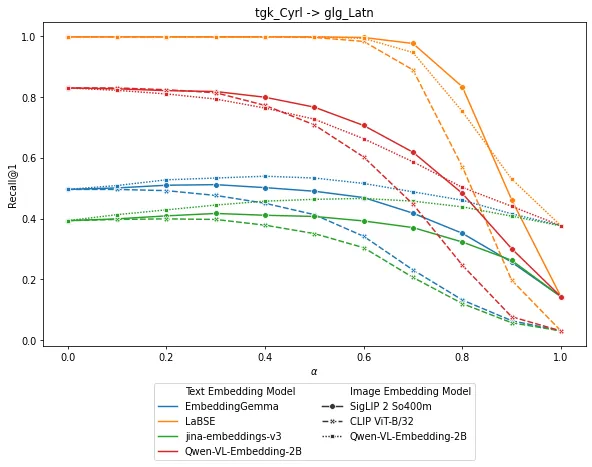 tgk_Cyrl -> glg_Latn
Recall@1
1.0
0.8
0.6
0.4
0.2
0.0
0.0 0.2 0.4 0.6 0.8 1.0
α
Text Embedding Model
EmbeddingGemma
LaBSE
jina-embeddings-v3
Qwen-VL-Embedding-2B
Image Embedding Model
SigLIP 2 So400m
CLIP ViT-B/32
Qwen-VL-Embedding-2B